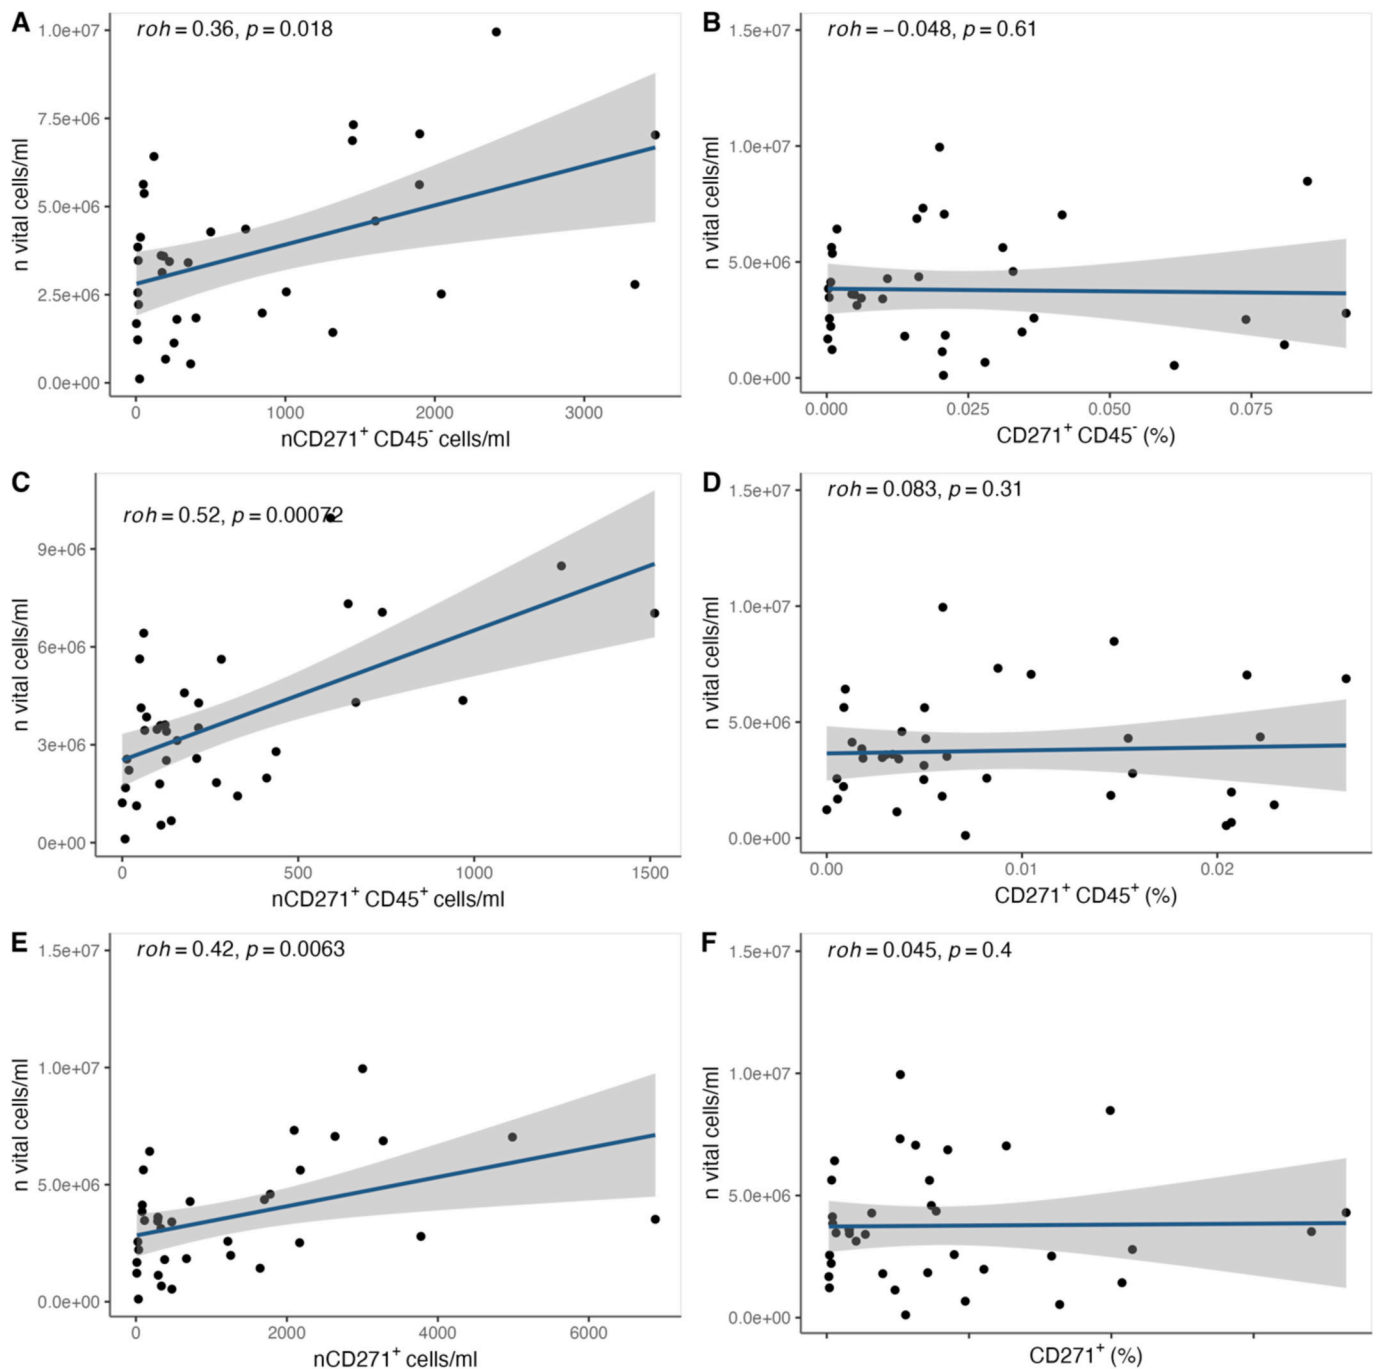 A
roh = 0.36, p = 0.018
1.0e+07
7.5e+06
5.0e+06
2.5e+06
0.0e+00
n vital cells/ml
0 1000 2000 3000
nCD271+ CD45- cells/ml
B
roh = −0.048, p = 0.61
1.5e+07
1.0e+07
5.0e+06
0.0e+00
n vital cells/ml
0.000 0.025 0.050 0.075
CD271+ CD45- (%)
C
roh = 0.52, p = 0.00072
9e+06
6e+06
3e+06
0e+00
n vital cells/ml
0 500 1000 1500
nCD271+ CD45+ cells/ml
D
roh = 0.083, p = 0.31
1.5e+07
1.0e+07
5.0e+06
0.0e+00
n vital cells/ml
0.00 0.01 0.02
CD271+ CD45+ (%)
E
roh = 0.42, p = 0.0063
1.5e+07
1.0e+07
5.0e+06
0.0e+00
n vital cells/ml
0 2000 4000 6000
nCD271+ cells/ml
F
roh = 0.045, p = 0.4
1.5e+07
1.0e+07
5.0e+06
0.0e+00
n vital cells/ml
CD271+ (%)